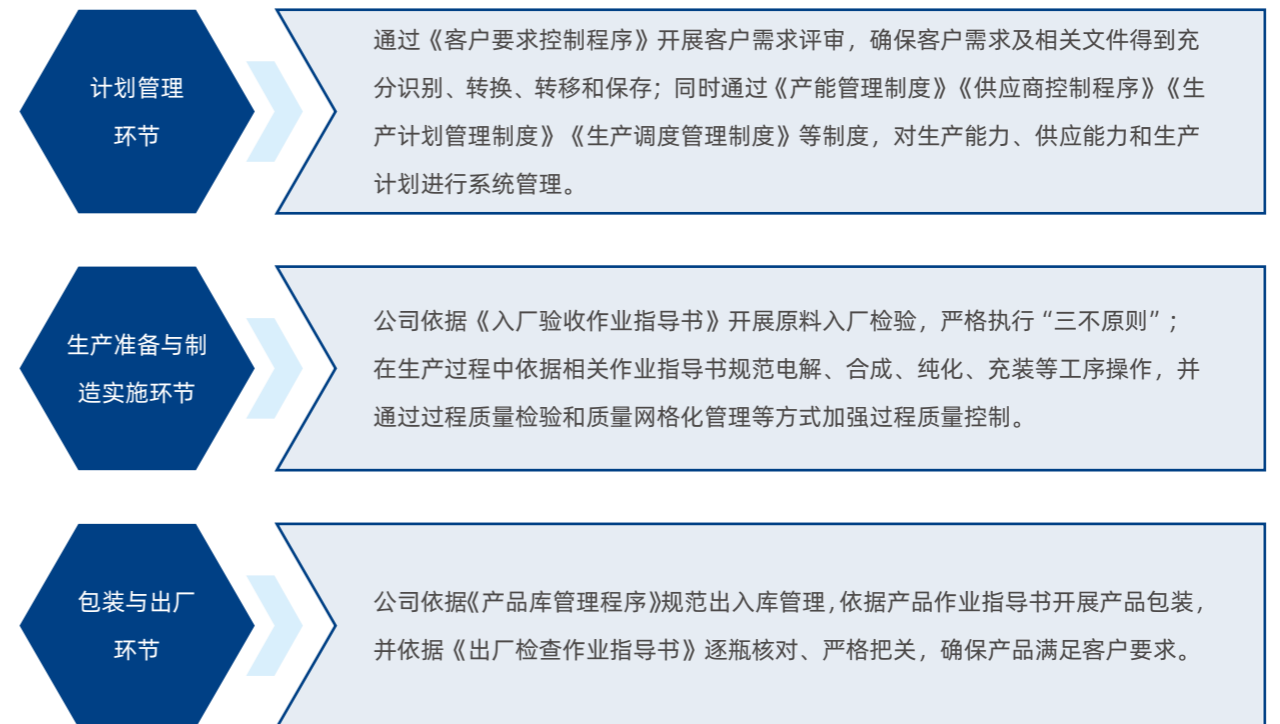 计划管理
环节
通过《客户要求控制程序》开展客户需求评审，确保客户需求及相关文件得到充
分识别、转换、转移和保存；同时通过《产能管理制度》《供应商控制程序》《生
产计划管理制度》《生产调度管理制度》等制度，对生产能力、供应能力和生产
计划进行系统管理。
生产准备与制
造实施环节
公司依据《入厂验收作业指导书》开展原料入厂检验，严格执行“三不原则”；
在生产过程中依据相关作业指导书规范电解、合成、纯化、充装等工序操作，并
通过过程质量检验和质量网格化管理等方式加强过程质量控制。
包装与出厂
环节
公司依据《产品库管理程序》规范出入库管理，依据产品作业指导书开展产品包装，
并依据《出厂检查作业指导书》逐瓶核对、严格把关，确保产品满足客户要求。